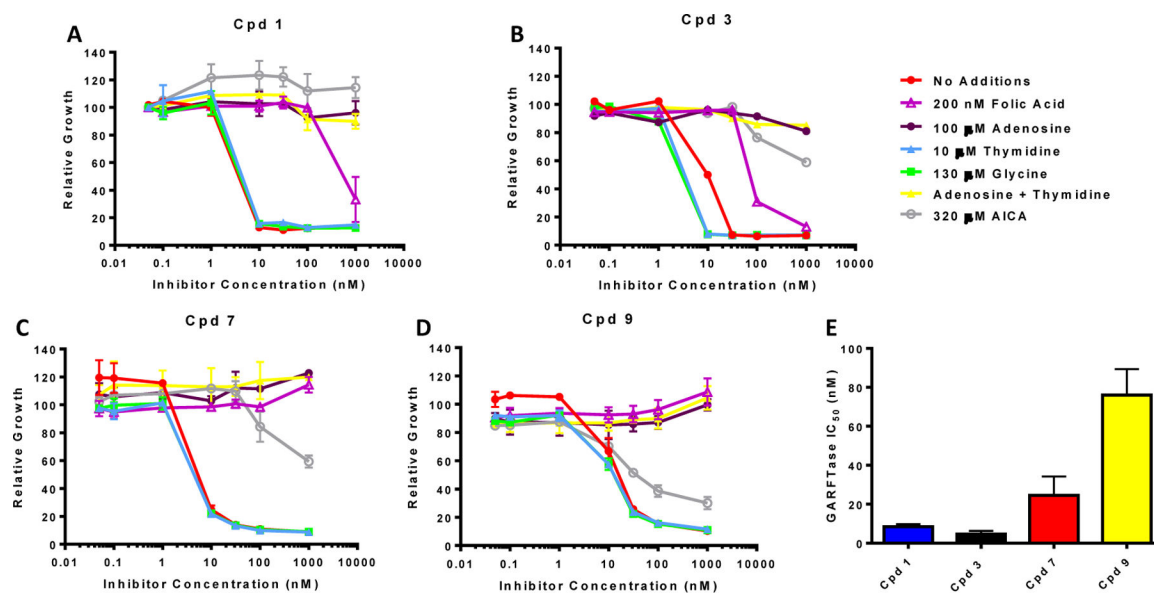 A
Cpd 1
Relative Growth
140
120
100
80
60
40
20
0
0.01
0.1
1
10
100
1000
10000
Inhibitor Concentration (nM)
B
Cpd 3
Relative Growth
140
120
100
80
60
40
20
0
0.01
0.1
1
10
100
1000
10000
Inhibitor Concentration (nM)
No Additions
200 nM Folic Acid
100 μM Adenosine
10 μM Thymidine
130 μM Glycine
Adenosine + Thymidine
320 μM AICA
C
Cpd 7
Relative Growth
140
120
100
80
60
40
20
0
0.01
0.1
1
10
100
1000
10000
Inhibitor Concentration (nM)
D
Cpd 9
Relative Growth
140
120
100
80
60
40
20
0
0.01
0.1
1
10
100
1000
10000
Inhibitor Concentration (nM)
E
GARFTase IC50 (nM)
100
80
60
40
20
0
Cpd 1
Cpd 3
Cpd 7
Cpd 9